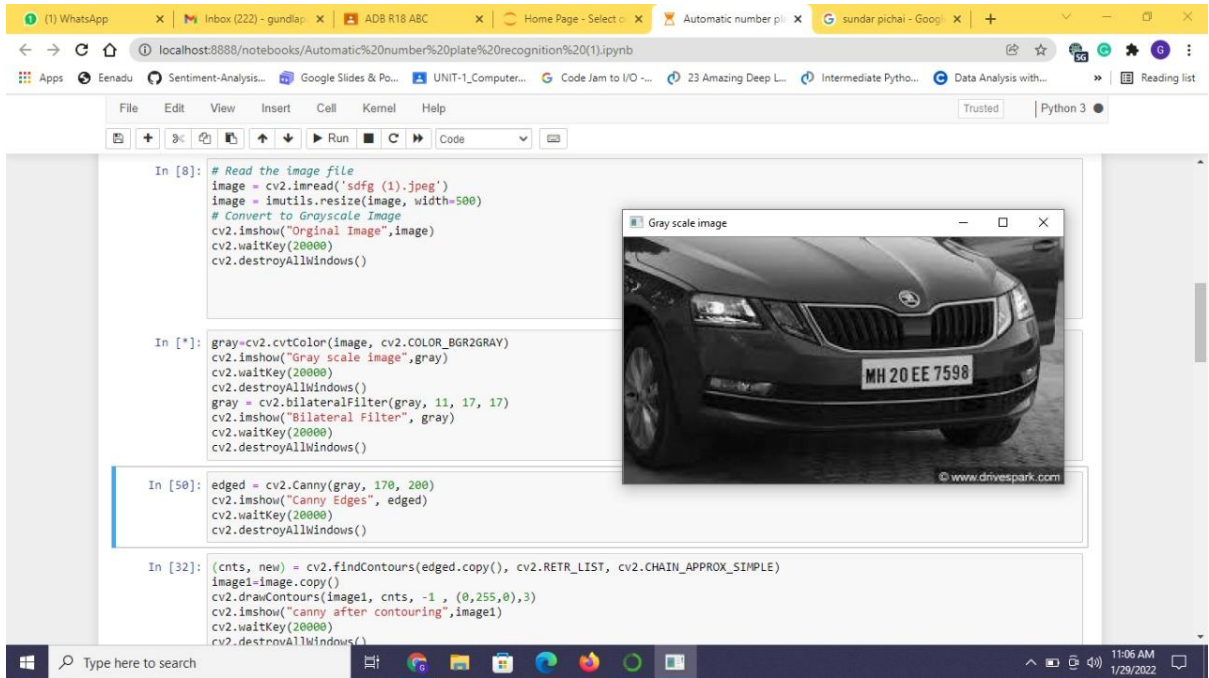 (1) WhatsApp
Inbox (222) - gundlap
ADB R18 ABC
Home Page - Select o
Automatic number pl
sundar pichai - Goog
localhost:8888/notebooks/Automatic%20number%20plate%20recognition%20(1).ipynb
Apps Eenadu Sentiment-Analysis... Google Slides & Po... UNIT-1_Computer... Code Jam to I/O -... 23 Amazing Deep L... Intermediate Pytho... Data Analysis with... » Reading list
File Edit View Insert Cell Kernel Help Trusted Python 3
Run Code
In [8]: # Read the image file
image = cv2.imread('sdfg (1).jpeg')
image = imutils.resize(image, width=500)
# Convert to Grayscale Image
cv2.imshow("Orginal Image",image)
cv2.waitKey(20000)
cv2.destroyAllWindows()
Gray scale image
MH 20 EE 7598
© www.drivespark.com
In [*]: gray=cv2.cvtColor(image, cv2.COLOR_BGR2GRAY)
cv2.imshow("Gray scale image",gray)
cv2.waitKey(20000)
cv2.destroyAllWindows()
gray = cv2.bilateralFilter(gray, 11, 17, 17)
cv2.imshow("Bilateral Filter", gray)
cv2.waitKey(20000)
cv2.destroyAllWindows()
In [50]: edged = cv2.Canny(gray, 170, 200)
cv2.imshow("Canny Edges", edged)
cv2.waitKey(20000)
cv2.destroyAllWindows()
In [32]: (cnts, new) = cv2.findContours(edged.copy(), cv2.RETR_LIST, cv2.CHAIN_APPROX_SIMPLE)
image1=image.copy()
cv2.drawContours(image1, cnts, -1 , (0,255,0),3)
cv2.imshow("canny after contouring",image1)
cv2.waitKey(20000)
cv2.destroyAllWindows()
Type here to search
11:06 AM
1/29/2022